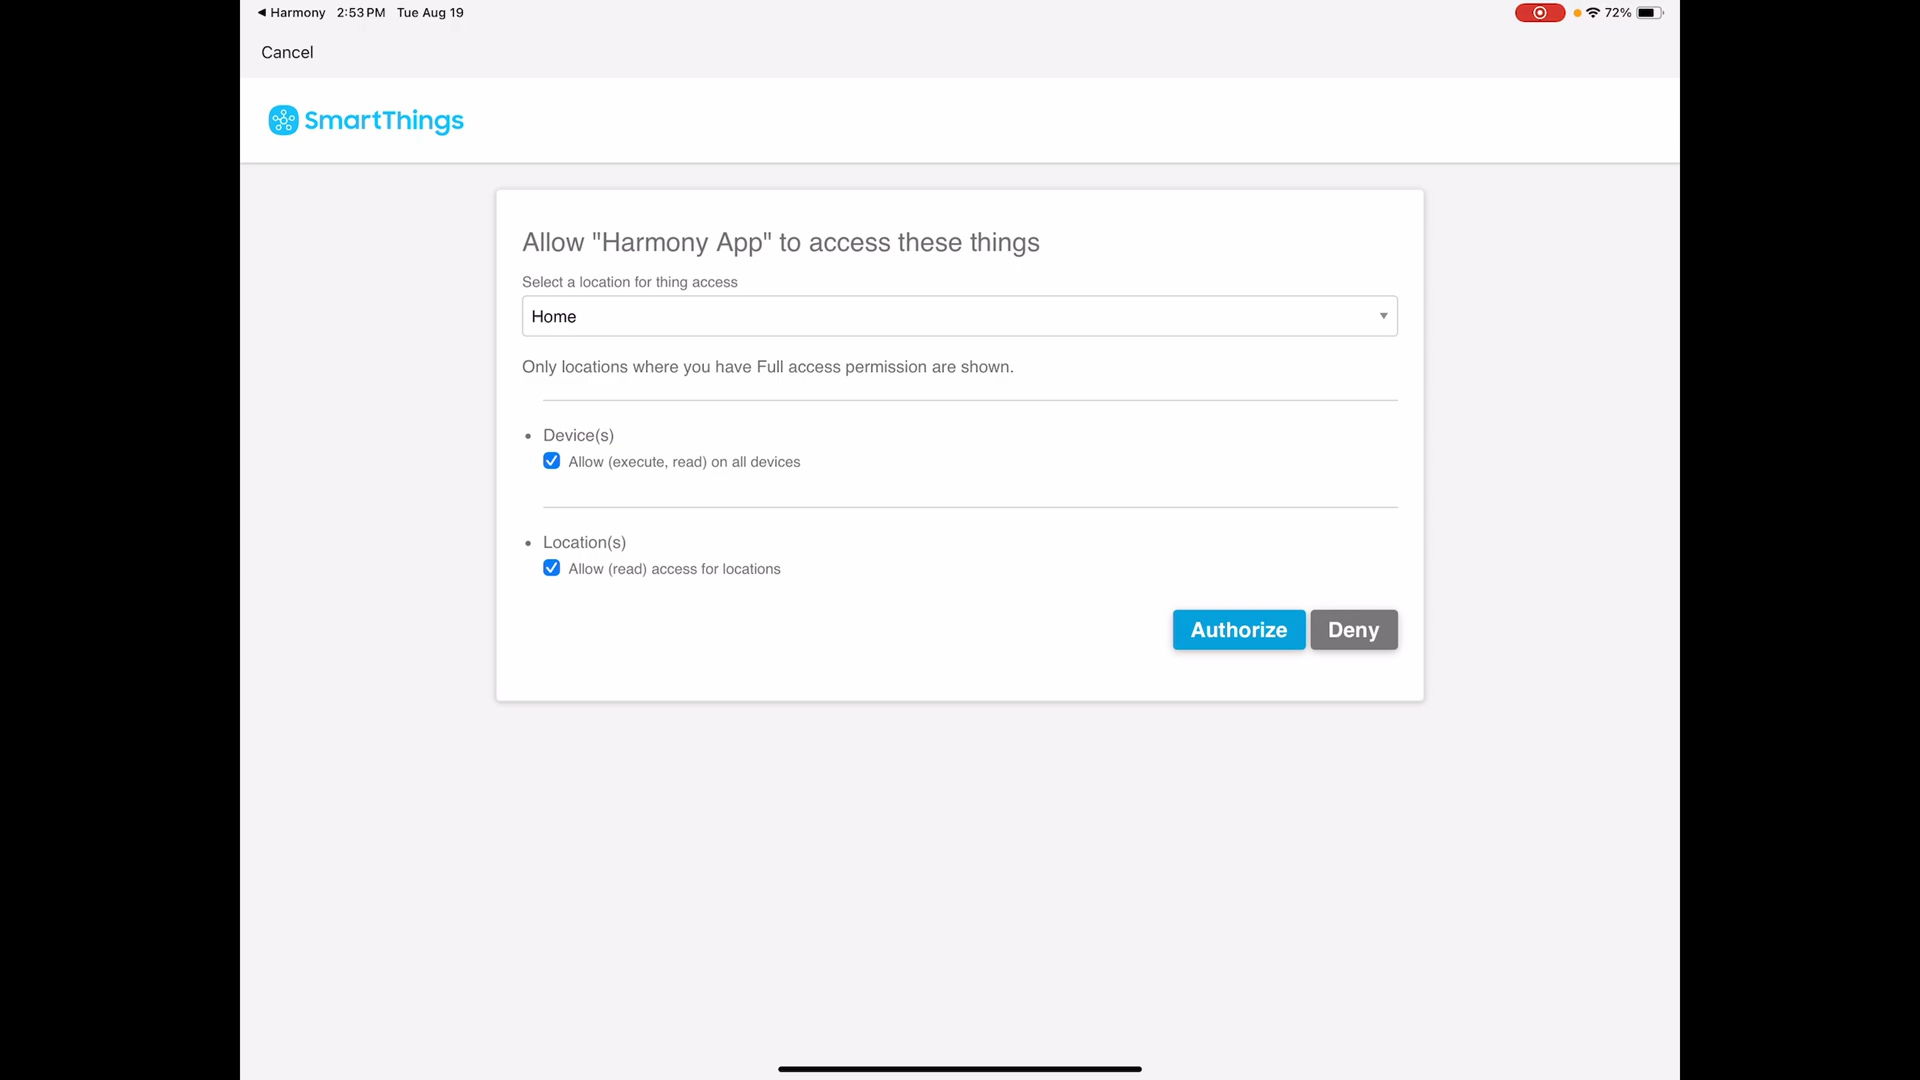 ◀ Harmony 2:53 PM Tue Aug 19 72%
Cancel
SmartThings
Allow "Harmony App" to access these things
Select a location for thing access
Home
Only locations where you have Full access permission are shown.
• Device(s)
Allow (execute, read) on all devices
• Location(s)
Allow (read) access for locations
Authorize Deny